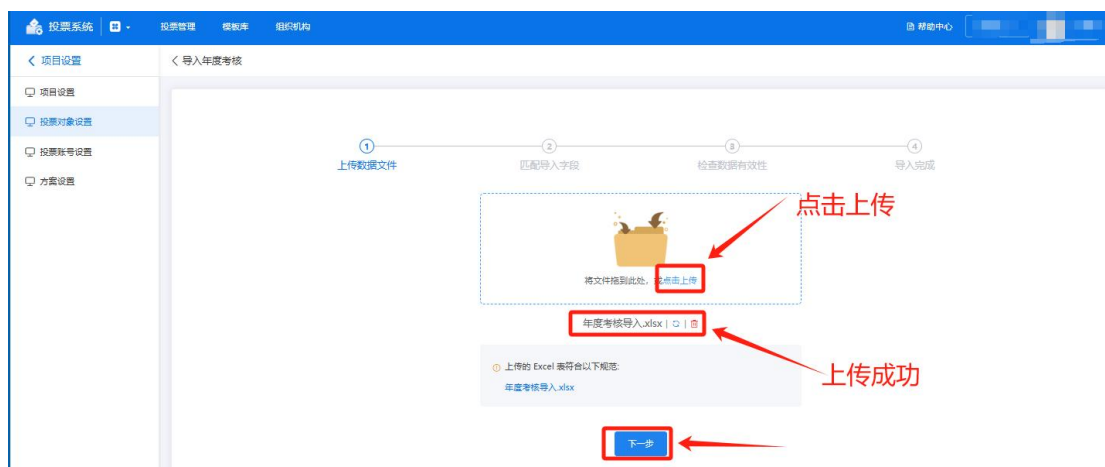 投票系统 投票管理 模板库 组织机构 帮助中心
项目设置 导入年度考核
项目设置
投票对象设置
投票账号设置
方案设置
1 2 3 4
上传数据文件 匹配导入字段 检查数据有效性 导入完成
点击上传
将文件拖到此处，或点击上传
年度考核导入.xlsx
上传的 Excel 表符合以下规范:
年度考核导入.xlsx
上传成功
下一步